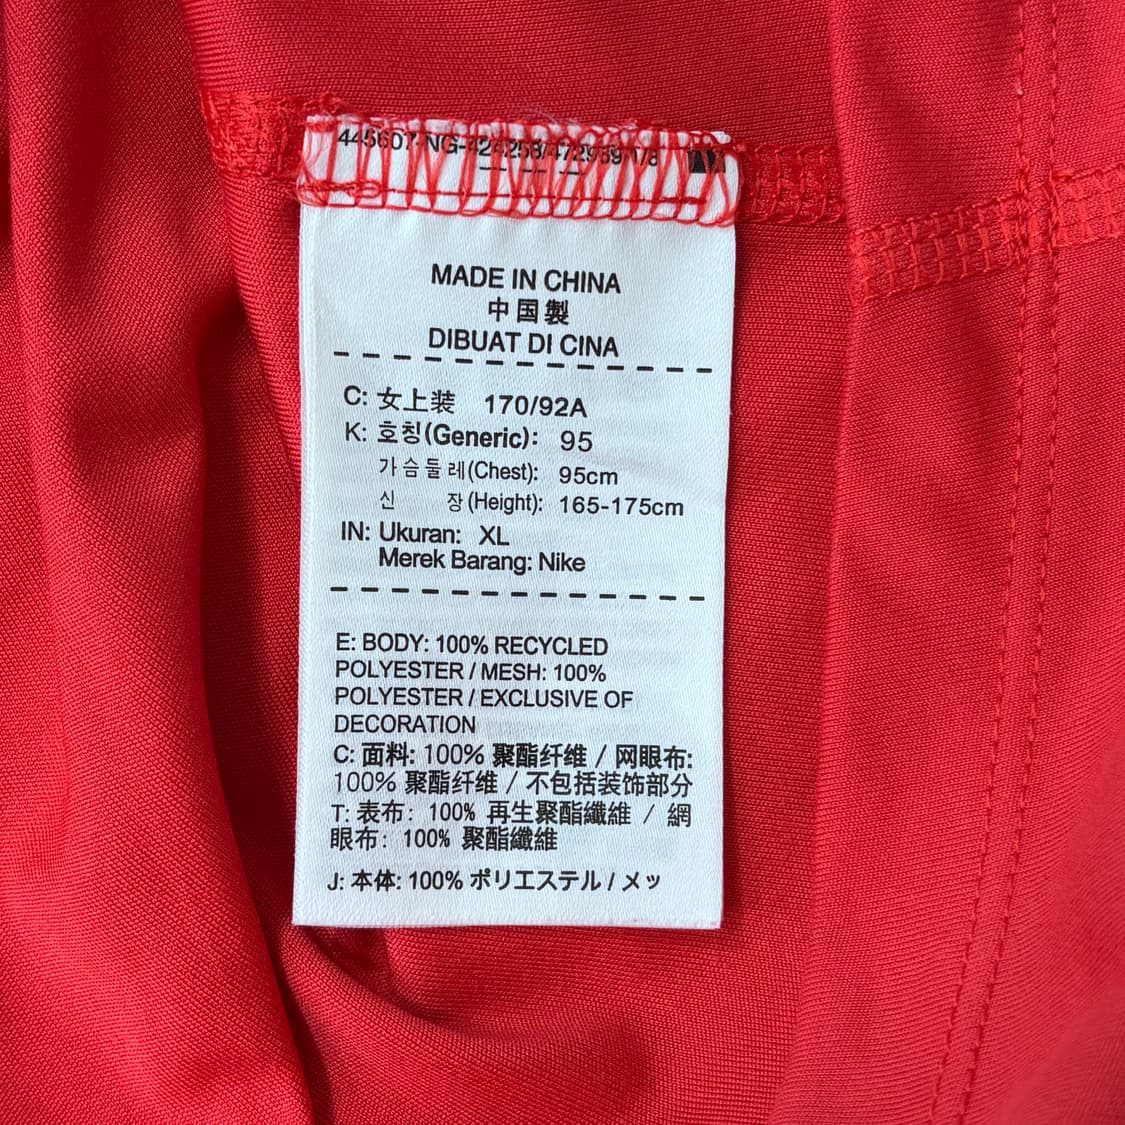 MADE IN CHINA
中国製
DIBUAT DI CINA
C: 女上装 170/92A
K: 호칭(Generic): 95
가슴둘레(Chest): 95cm
신 장(Height): 165-175cm
IN: Ukuran: XL
Merek Barang: Nike
E: BODY: 100% RECYCLED
POLYESTER / MESH: 100%
POLYESTER / EXCLUSIVE OF
DECORATION
C: 面料: 100% 聚酯纤维 / 网眼布:
100% 聚酯纤维 / 不包括装饰部分
T: 表布: 100% 再生聚酯纖維 / 網
眼布: 100% 聚酯纖維
J: 本体: 100% ポリエステル / メッ